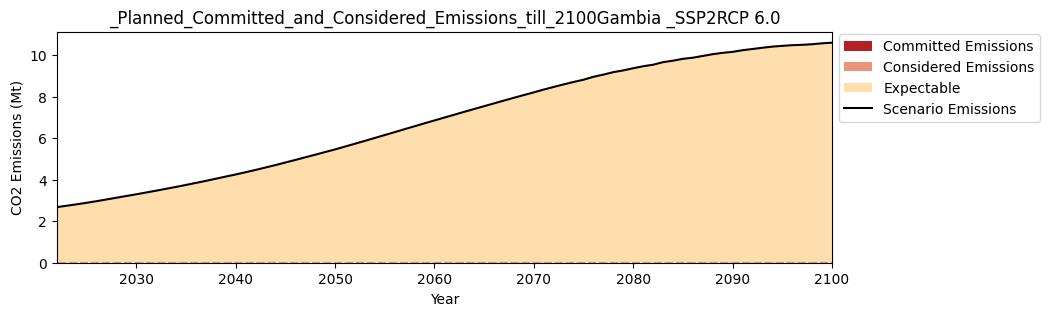 _Planned_Committed_and_Considered_Emissions_till_2100Gambia _SSP2RCP 6.0
Committed Emissions
Considered Emissions
Expectable
Scenario Emissions
CO2 Emissions (Mt)
10
8
6
4
2
0
2030 2040 2050 2060 2070 2080 2090 2100
Year